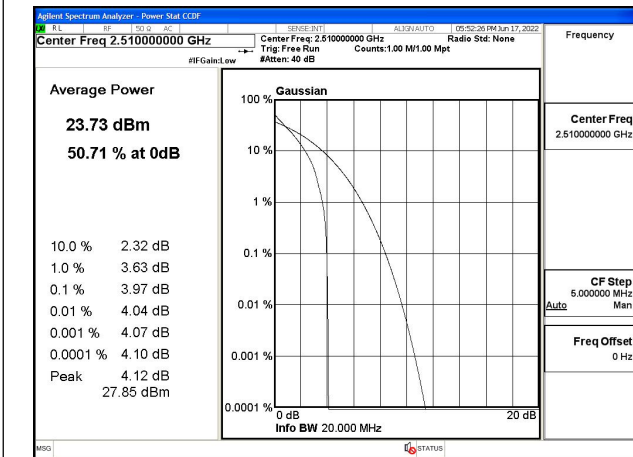 Agilent Spectrum Analyzer - Power Stat CCDF
LXI RL RF 50 Ω AC SENSE:INT ALIGN AUTO 05:52:26 PM Jun 17, 2022
Center Freq 2.510000000 GHz
Center Freq: 2.510000000 GHz Radio Std: None
Trig: Free Run Counts:1.00 M/1.00 Mpt
#IFGain:Low #Atten: 40 dB
Frequency
Average Power
23.73 dBm
50.71 % at 0dB
10.0 % 2.32 dB
1.0 % 3.63 dB
0.1 % 3.97 dB
0.01 % 4.04 dB
0.001 % 4.07 dB
0.0001 % 4.10 dB
Peak 4.12 dB
27.85 dBm
Gaussian
100 %
10 %
1 %
0.1 %
0.01 %
0.001 %
0.0001 %
0 dB 20 dB
Info BW 20.000 MHz
Center Freq
2.510000000 GHz
CF Step
5.000000 MHz
Auto Man
Freq Offset
0 Hz
MSG STATUS